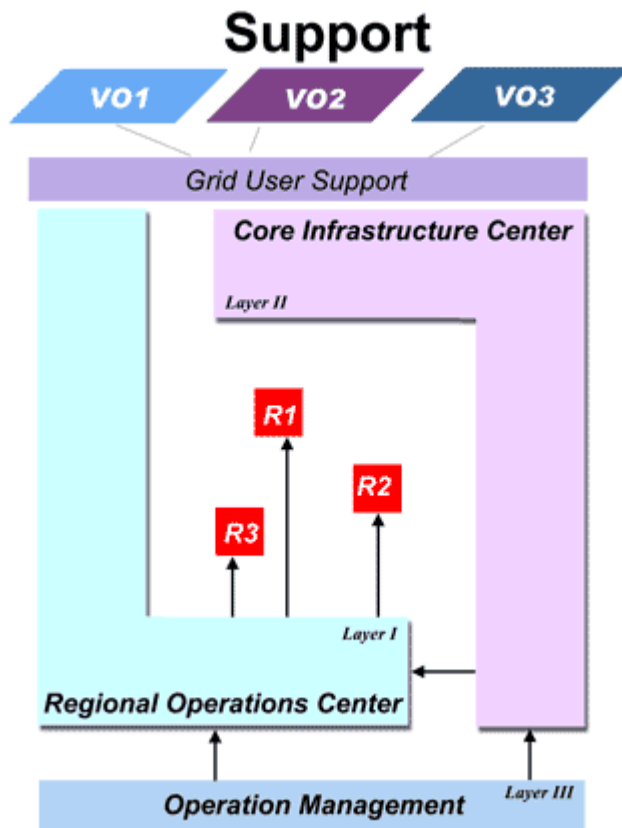 Support
VO1
VO2
VO3
Grid User Support
Core Infrastructure Center
Layer II
R1
R2
R3
Layer I
Regional Operations Center
Layer III
Operation Management